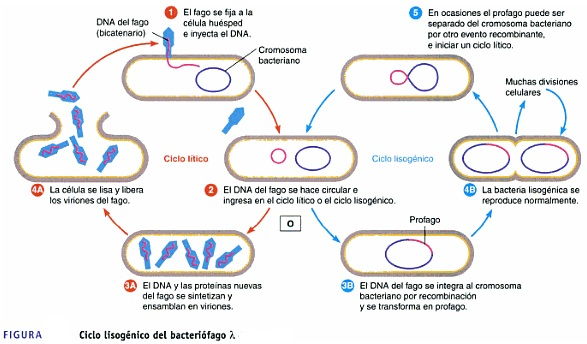 1 El fago se fija a la
célula huésped
e inyecta el DNA.
DNA del fago
(bicatenario)
Cromosoma
bacteriano
5 En ocasiones el profago puede ser
separado del cromosoma bacteriano
por otro evento recombinante,
e iniciar un ciclo lítico.
Muchas divisiones
celulares
Ciclo lítico
Ciclo lisogénico
4A La célula se lisa y libera
los viriones del fago.
2 El DNA del fago se hace circular e
ingresa en el ciclo lítico o el ciclo lisogénico.
4B La bacteria lisogénica se
reproduce normalmente.
O
Profago
3A El DNA y las proteínas nuevas
del fago se sintetizan y
ensamblan en viriones.
3B El DNA del fago se integra al cromosoma
bacteriano por recombinación
y se transforma en profago.
FIGURA Ciclo lisogénico del bacteriófago λ